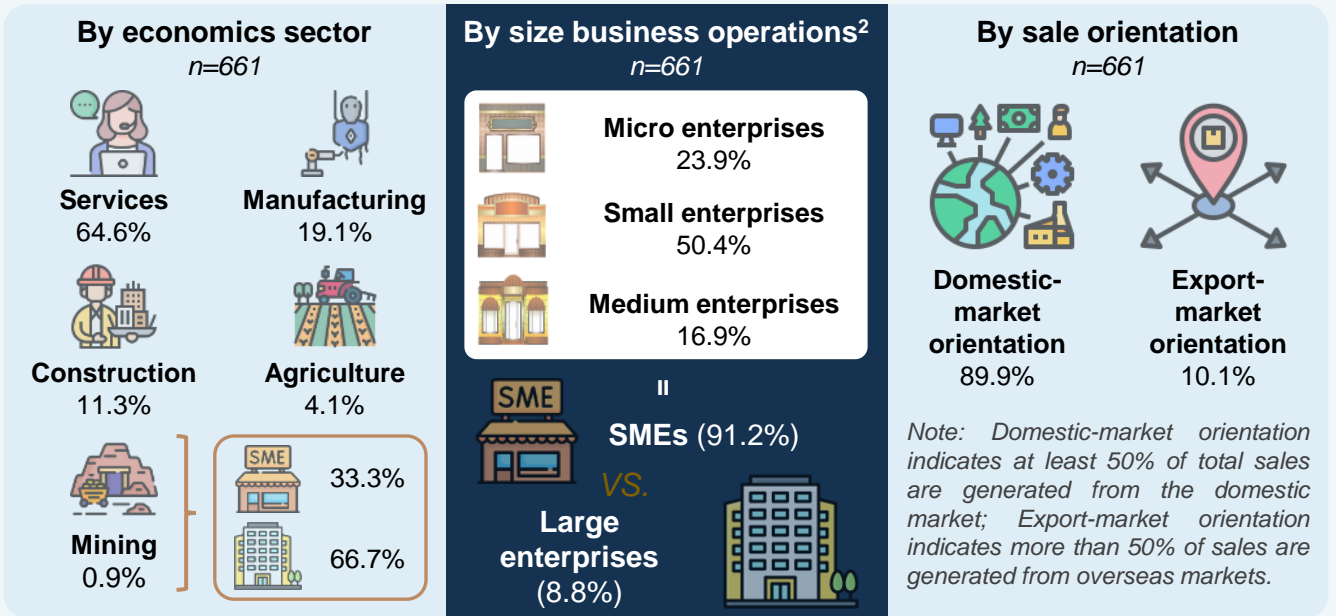 By economics sector
n=661
Services
64.6%
Manufacturing
19.1%
Construction
11.3%
Agriculture
4.1%
Mining
0.9%
SME
33.3%
66.7%
By size business operations²
n=661
Micro enterprises
23.9%
Small enterprises
50.4%
Medium enterprises
16.9%
=
SME
SMEs (91.2%)
VS.
Large
enterprises
(8.8%)
By sale orientation
n=661
Domestic-
market
orientation
89.9%
Export-
market
orientation
10.1%
Note: Domestic-market orientation
indicates at least 50% of total sales
are generated from the domestic
market; Export-market orientation
indicates more than 50% of sales are
generated from overseas markets.